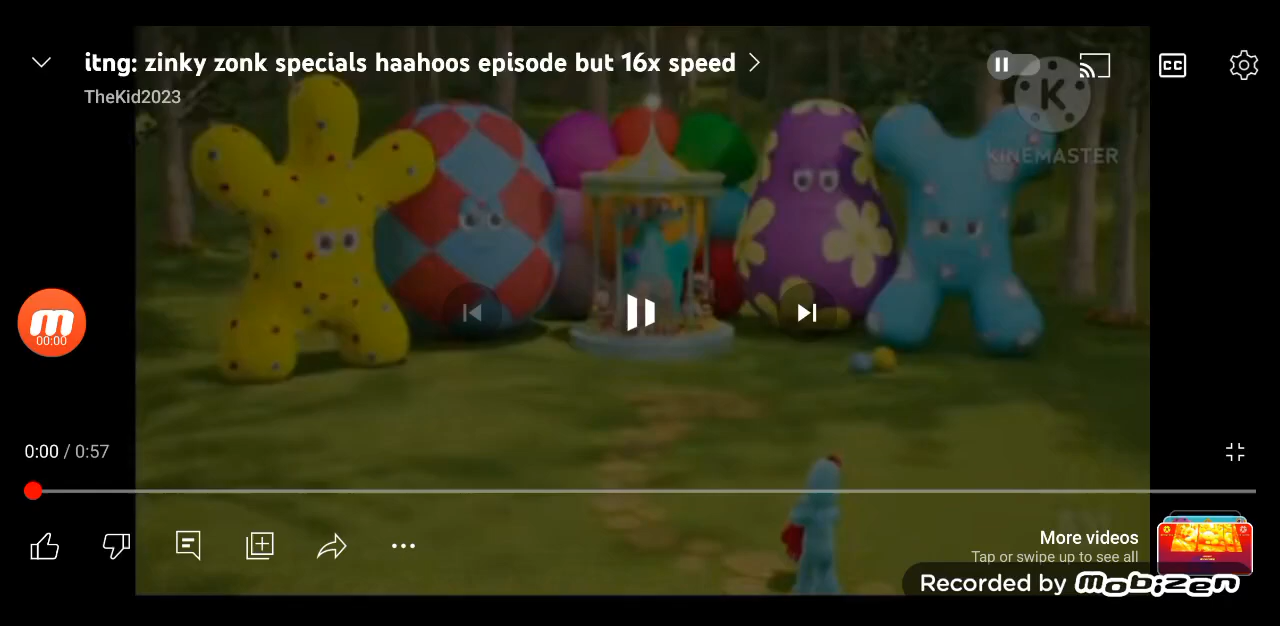 itng: zinky zonk specials haahoos episode but 16x speed
TheKid2023
CC
K
KINEMASTER
m
00:00
0:00 / 0:57
More videos
Tap or swipe up to see all
Recorded by mobizen